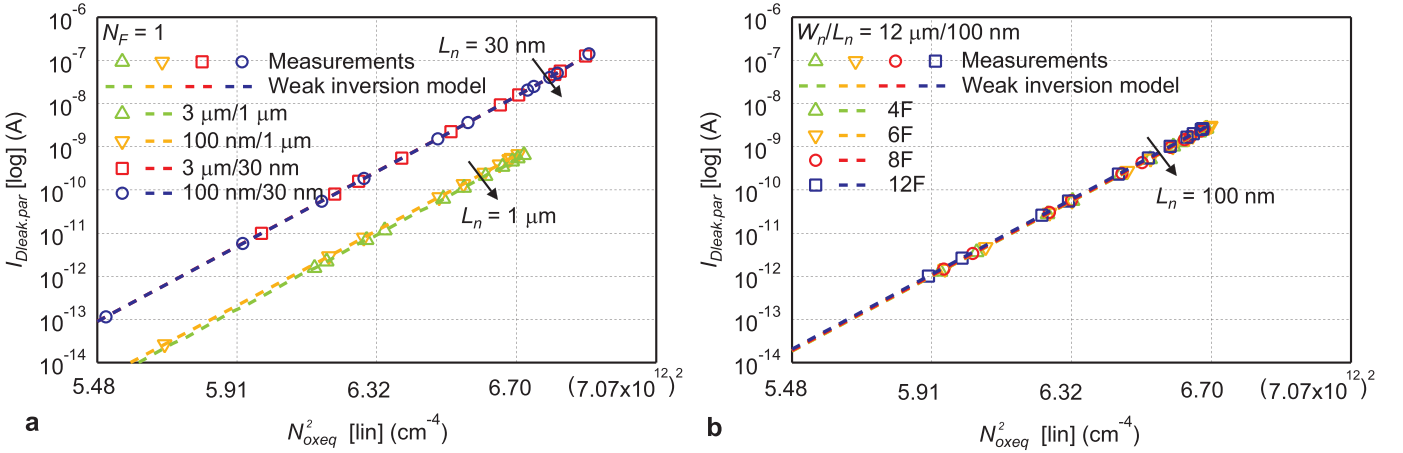 N_F = 1
L_n = 30 nm
Measurements
Weak inversion model
3 μm/1 μm
100 nm/1 μm
3 μm/30 nm
100 nm/30 nm
L_n = 1 μm
I_Dleak.par [log] (A)
10^-6
10^-7
10^-8
10^-9
10^-10
10^-11
10^-12
10^-13
10^-14
5.48 5.91 6.32 6.70 (7.07x10^12)^2
N_oxeq^2 [lin] (cm^-4)
a
W_n/L_n = 12 μm/100 nm
Measurements
Weak inversion model
4F
6F
8F
12F
L_n = 100 nm
I_Dleak.par [log] (A)
10^-6
10^-7
10^-8
10^-9
10^-10
10^-11
10^-12
10^-13
10^-14
5.48 5.91 6.32 6.70 (7.07x10^12)^2
N_oxeq^2 [lin] (cm^-4)
b